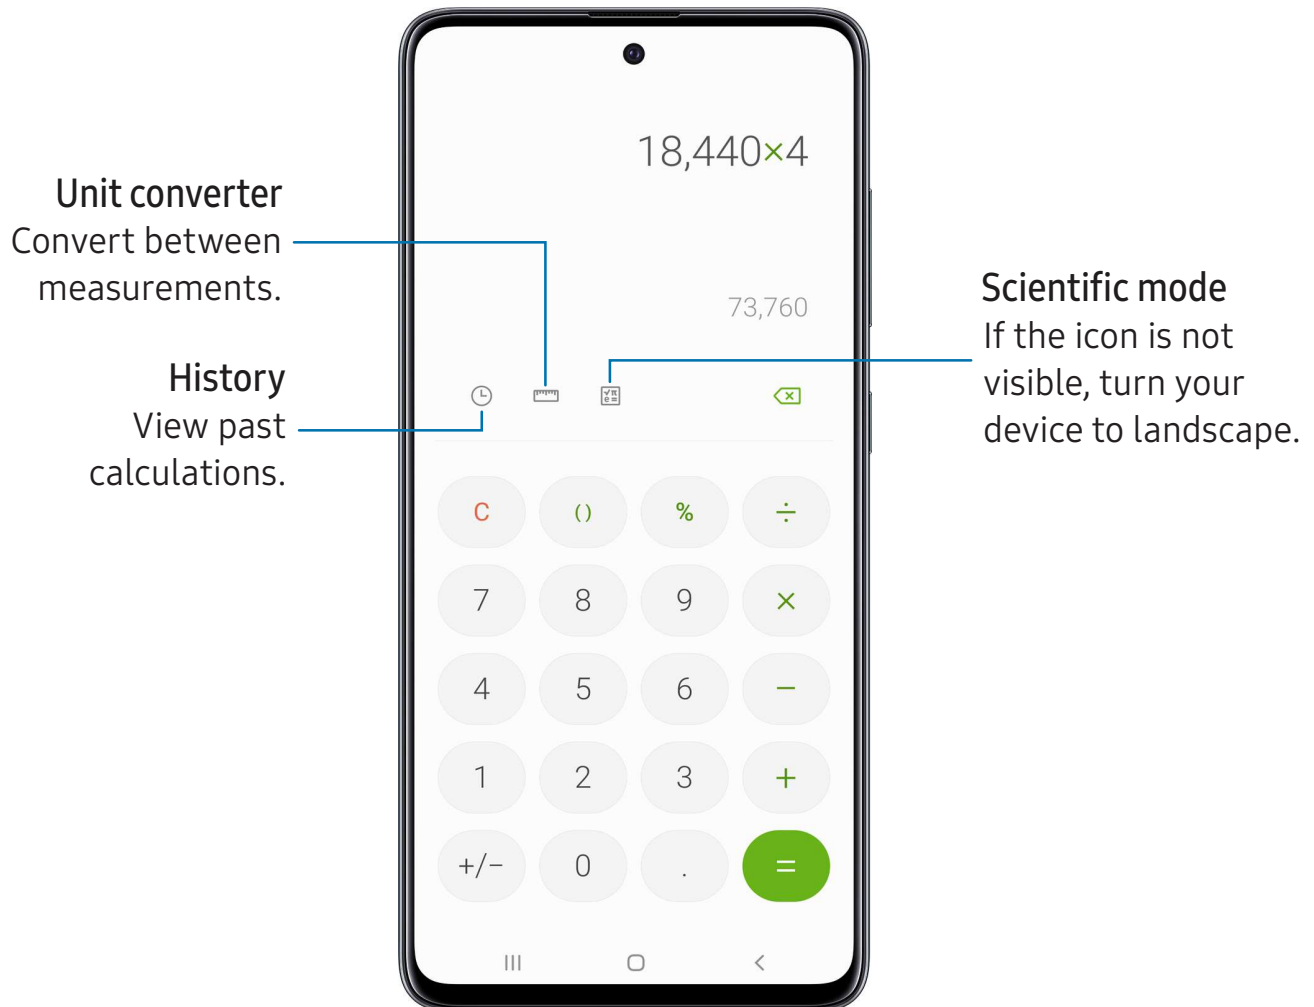 18,440×4
Unit converter
Convert between
measurements.
73,760
Scientific mode
If the icon is not
visible, turn your
device to landscape.
History
View past
calculations.
√π
e=
C
()
%
÷
7
8
9
×
4
5
6
−
1
2
3
+
+/−
0
.
=